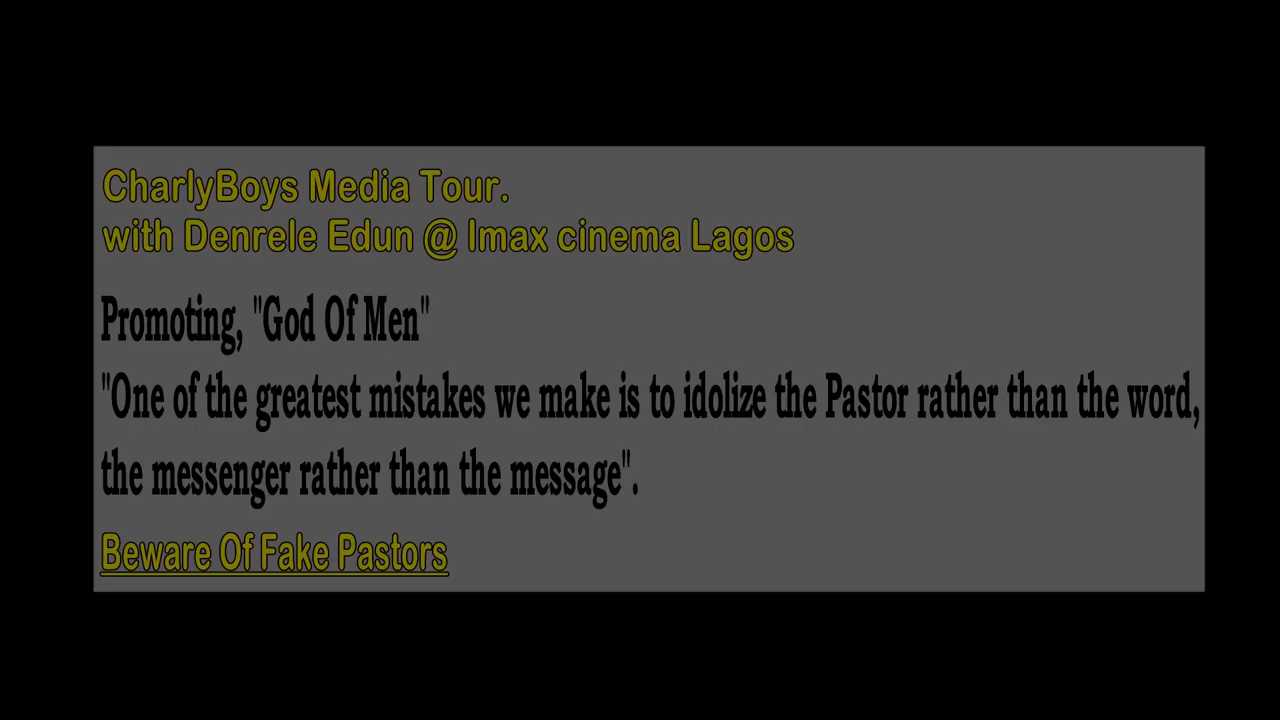 CharlyBoys Media Tour.
with Denrele Edun @ Imax cinema Lagos
Promoting, "God Of Men"
"One of the greatest mistakes we make is to idolize the Pastor rather than the word,
the messenger rather than the message".
Beware Of Fake Pastors